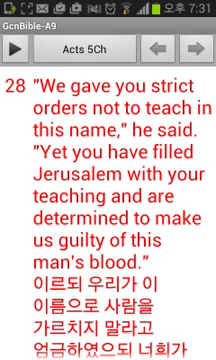 오후 7:31
GcnBible-A9
Acts 5Ch
28 "We gave you strict
orders not to teach in
this name," he said.
"Yet you have filled
Jerusalem with your
teaching and are
determined to make
us guilty of this
man's blood."
이르되 우리가 이
이름으로 사람을
가르치지 말라고
엄금하였으되 너희가